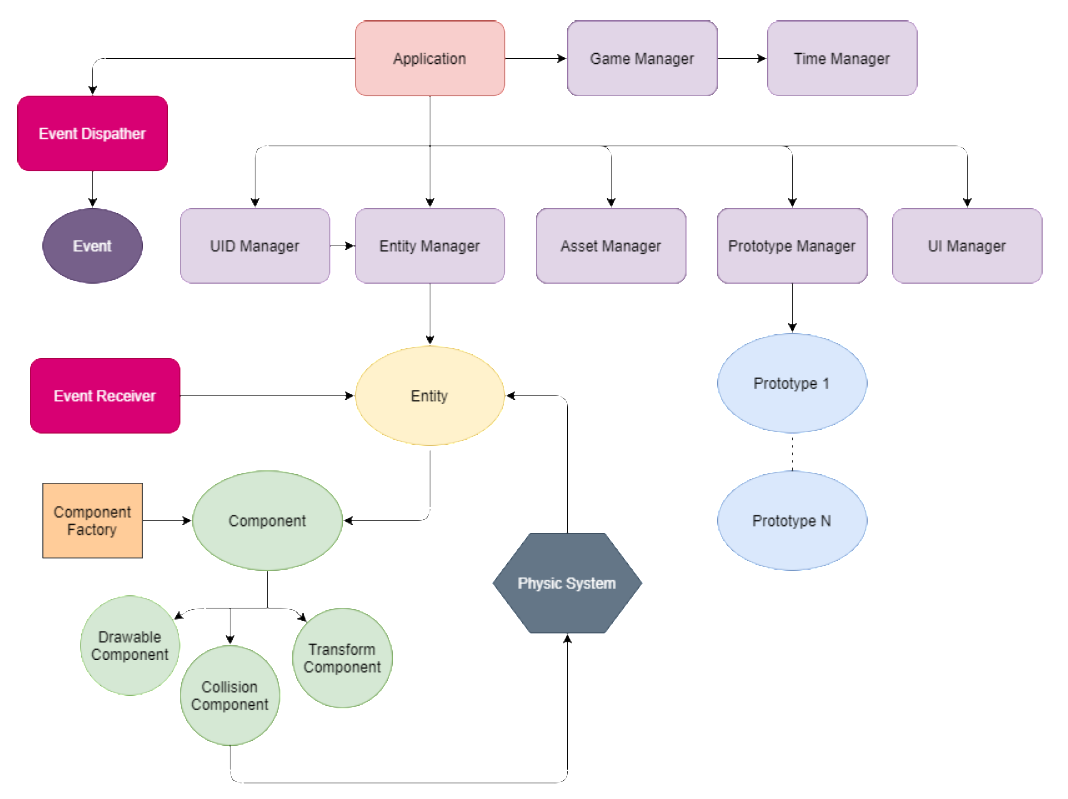 Application
Game Manager
Time Manager
Event Dispather
Event
UID Manager
Entity Manager
Asset Manager
Prototype Manager
UI Manager
Event Receiver
Entity
Prototype 1
Component
Factory
Component
Prototype N
Physic System
Drawable
Component
Collision
Component
Transform
Component